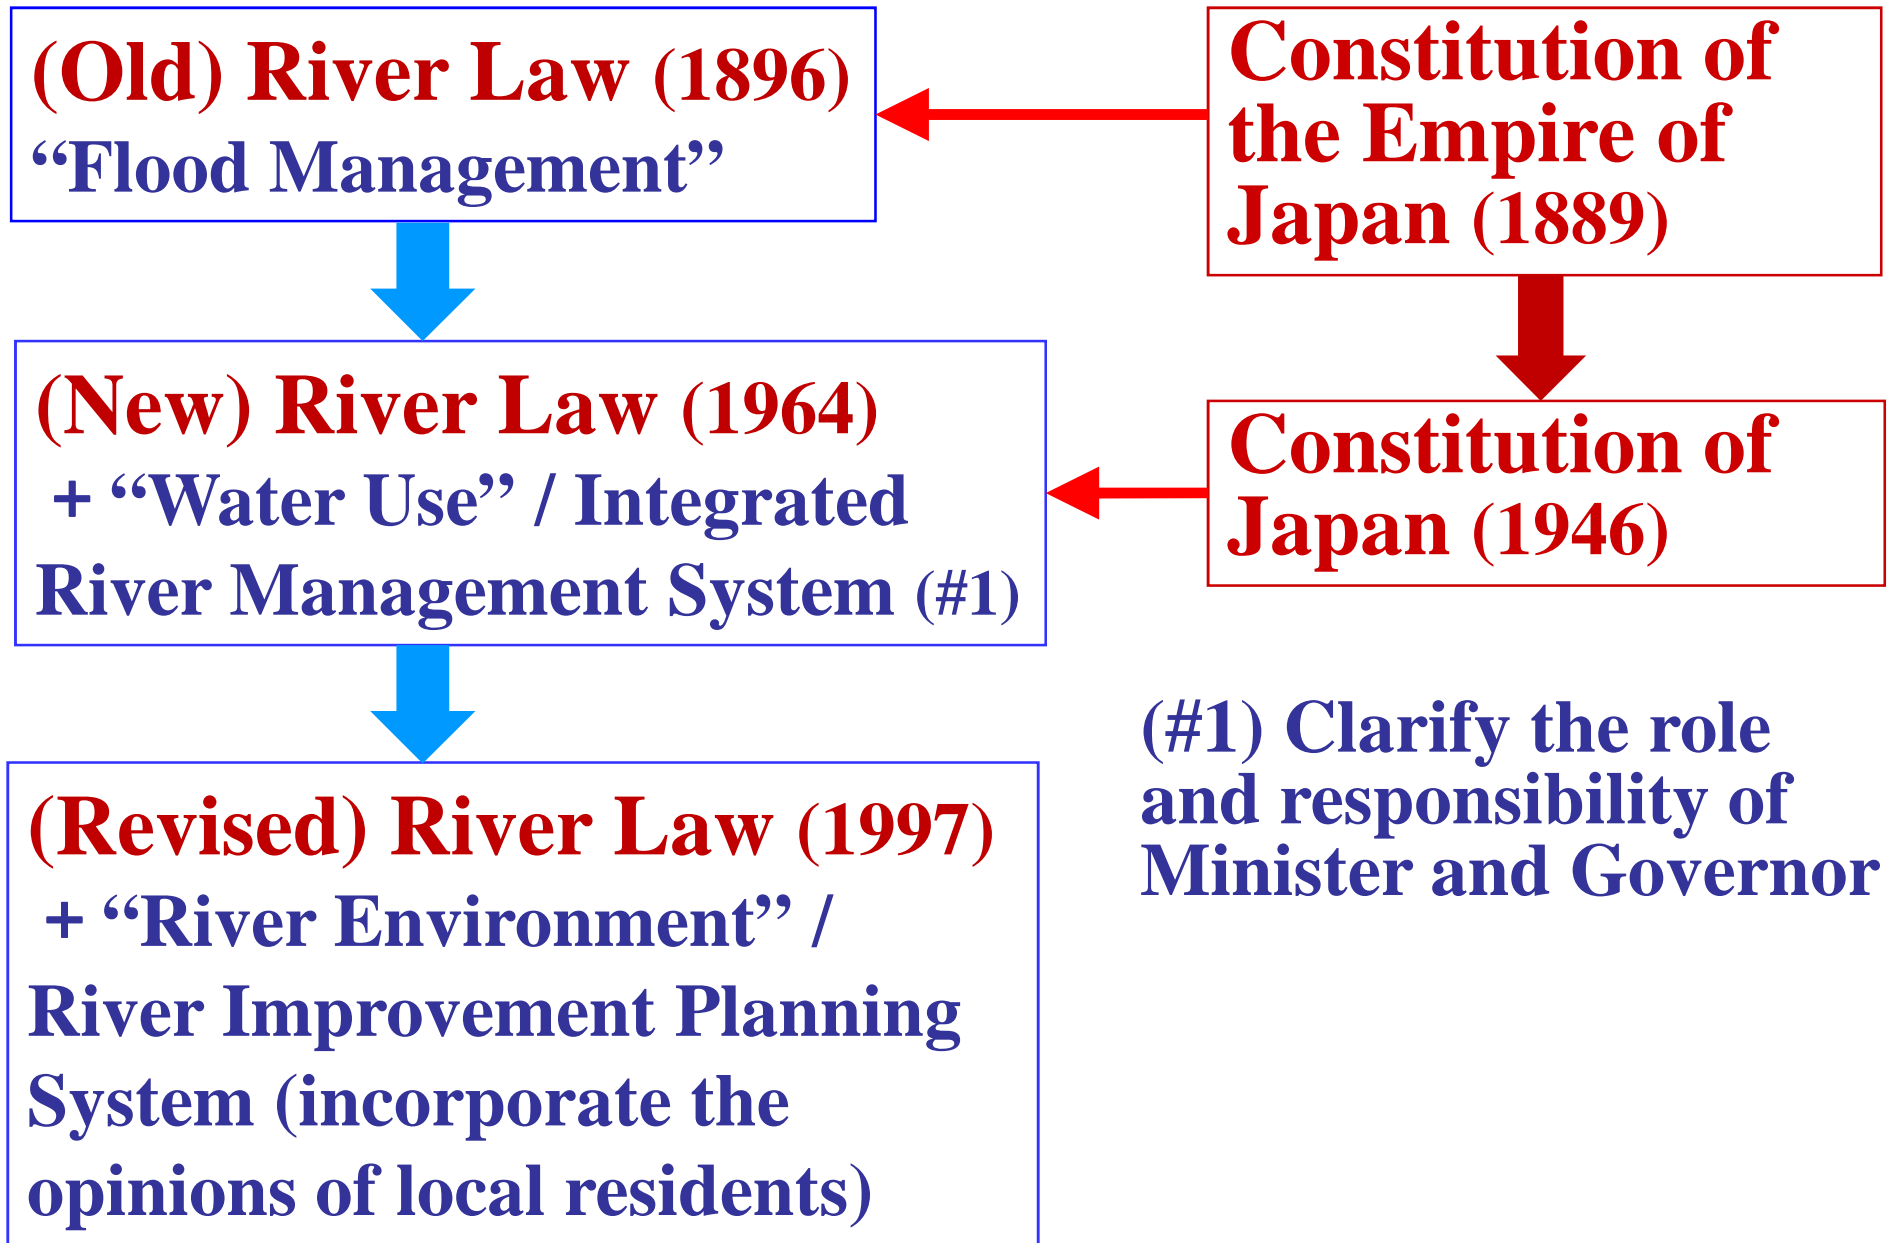 (Old) River Law (1896)
“Flood Management”
Constitution of
the Empire of
Japan (1889)
(New) River Law (1964)
+ “Water Use” / Integrated
River Management System (#1)
Constitution of
Japan (1946)
(#1) Clarify the role
and responsibility of
Minister and Governor
(Revised) River Law (1997)
+ “River Environment” /
River Improvement Planning
System (incorporate the
opinions of local residents)